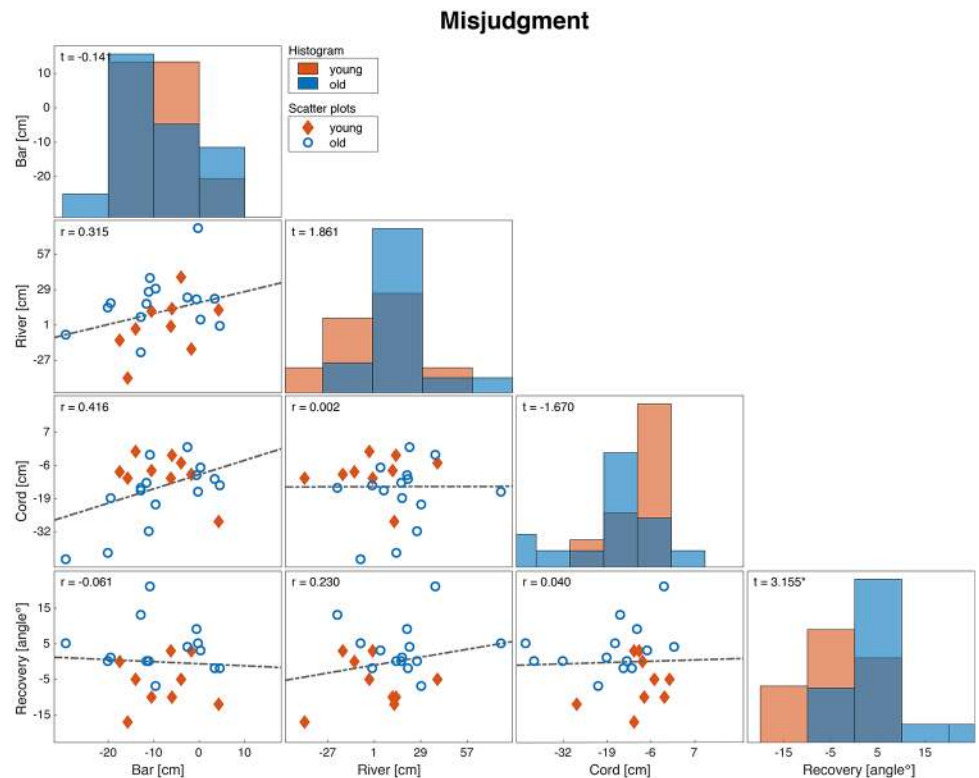 Misjudgment
t = -0.141
Histogram
young
old
Scatter plots
young
old
10
0
-10
-20
Bar [cm]
r = 0.315
t = 1.861
57
29
1
-27
River [cm]
r = 0.416
r = 0.002
t = -1.670
7
-6
-19
-32
Cord [cm]
r = -0.061
r = 0.230
r = 0.040
t = 3.155*
15
5
-5
-15
Recovery [angle°]
-20 -10 0 10
-27 1 29 57
-32 -19 -6 7
-15 -5 5 15
Bar [cm]
River [cm]
Cord [cm]
Recovery [angle°]